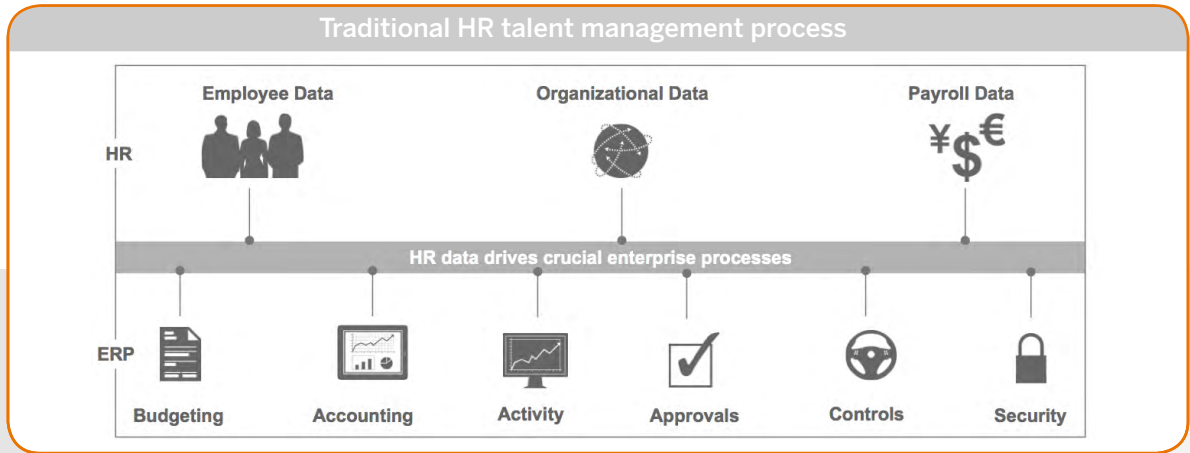 Traditional HR talent management process
Employee Data
Organizational Data
Payroll Data
HR
¥$€
HR data drives crucial enterprise processes
ERP
Budgeting
Accounting
Activity
Approvals
Controls
Security